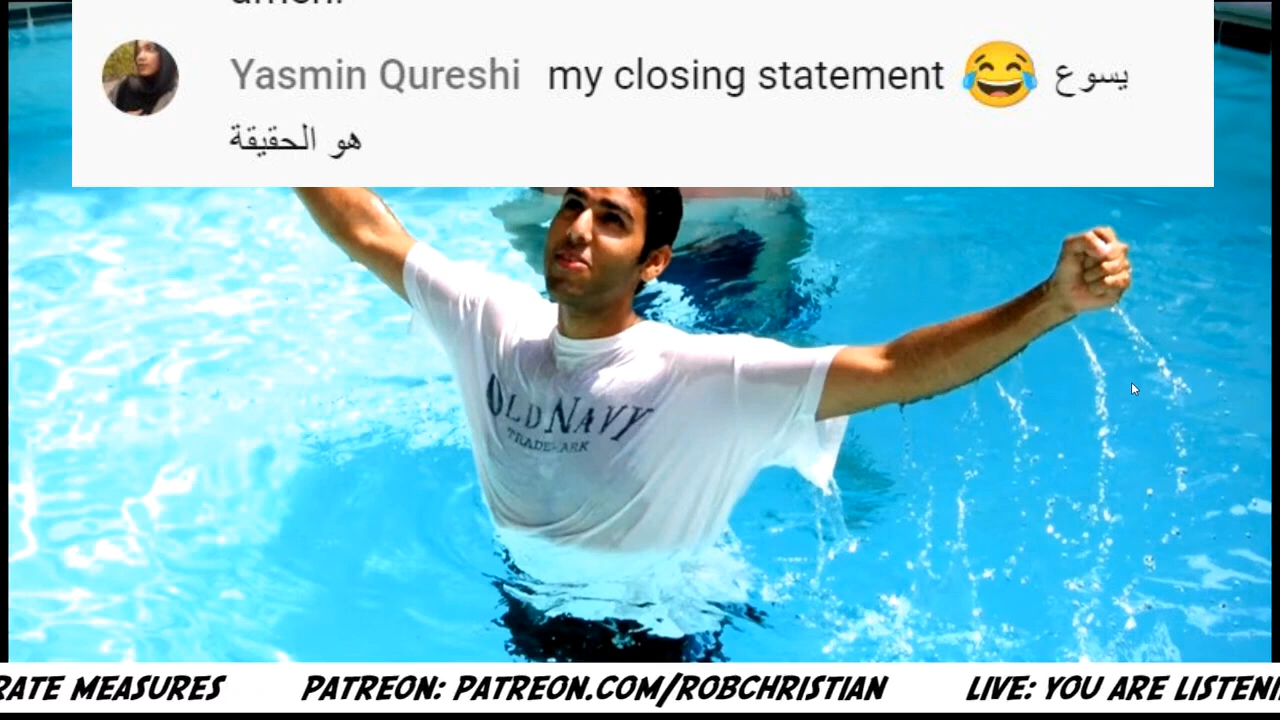 Yasmin Qureshi my closing statement 😂 يسوع
هو الحقيقة
OLD NAVY
TRADEMARK
RATE MEASURES PATREON: PATREON.COM/ROBCHRISTIAN LIVE: YOU ARE LISTENI